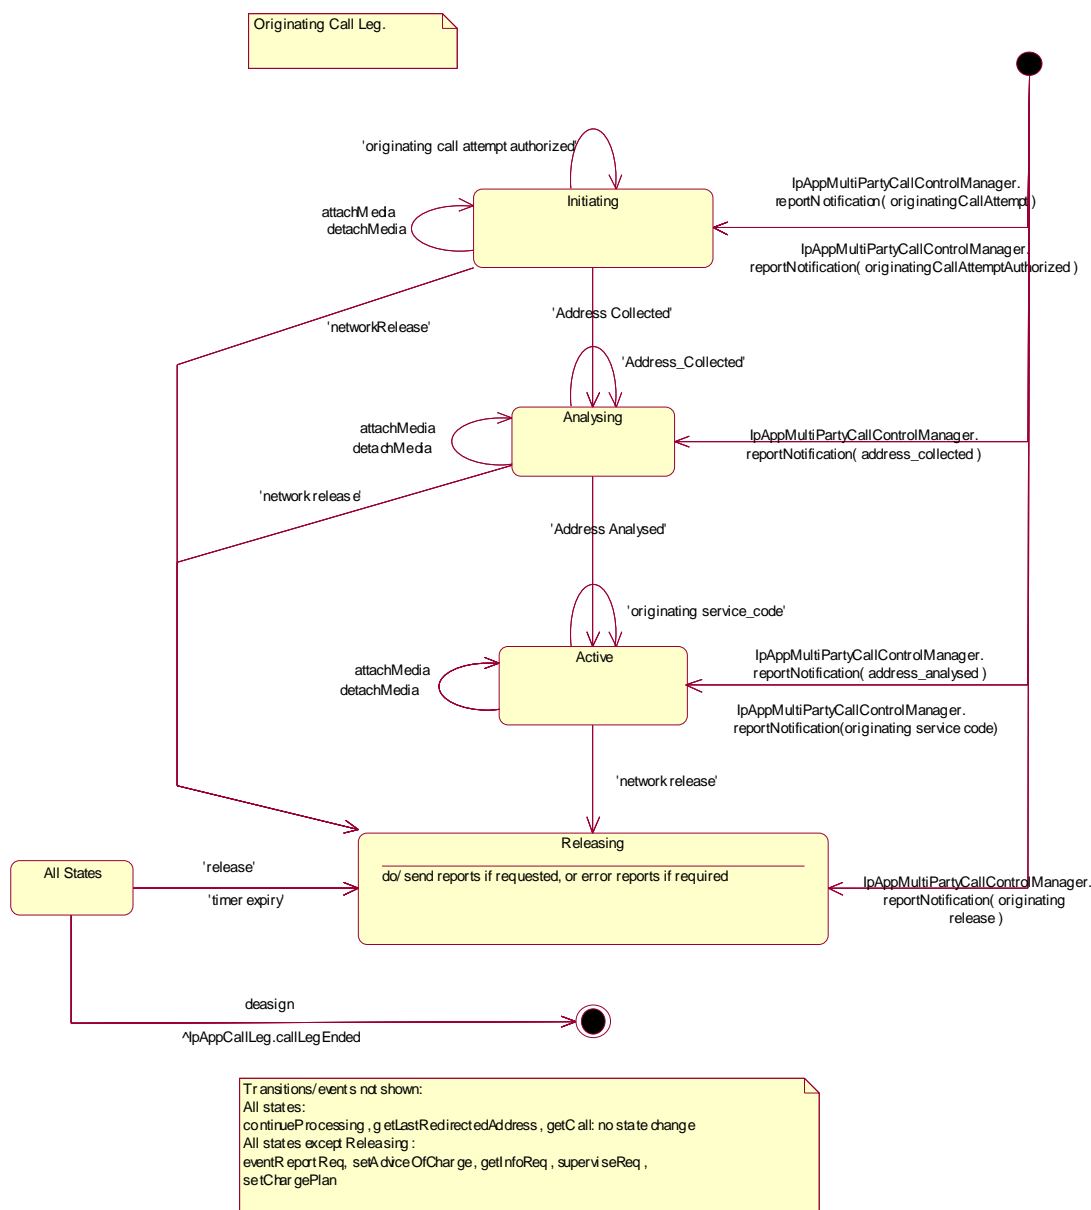 Originating Call Leg.
'originating call attempt authorized'
IpAppMultiPartyCallControlManager.
reportNotification( originatingCallAttempt )
Initiating
attachMedia
detachMedia
IpAppMultiPartyCallControlManager.
reportNotification( originatingCallAttemptAuthorized )
'Address Collected'
'networkRelease'
'Address_Collected'
Analysing
attachMedia
detachMedia
IpAppMultiPartyCallControlManager.
reportNotification( address_collected )
'network release'
'Address Analysed'
'originating service_code'
Active
attachMedia
detachMedia
IpAppMultiPartyCallControlManager.
reportNotification( address_analysed )
IpAppMultiPartyCallControlManager.
reportNotification(originating service code)
'network release'
Releasing
do/ send reports if requested, or error reports if required
All States
'release'
'timer expiry'
IpAppMultiPartyCallControlManager.
reportNotification( originating
release )
deasign
^IpAppCallLeg.callLegEnded
Transitions/events not shown:
All states:
continueProcessing , getLastRedirectedAddress , getCall: no state change
All states except Releasing :
eventReportReq, setAdviceOfCharge , getInfoReq , superviseReq ,
setChargePlan